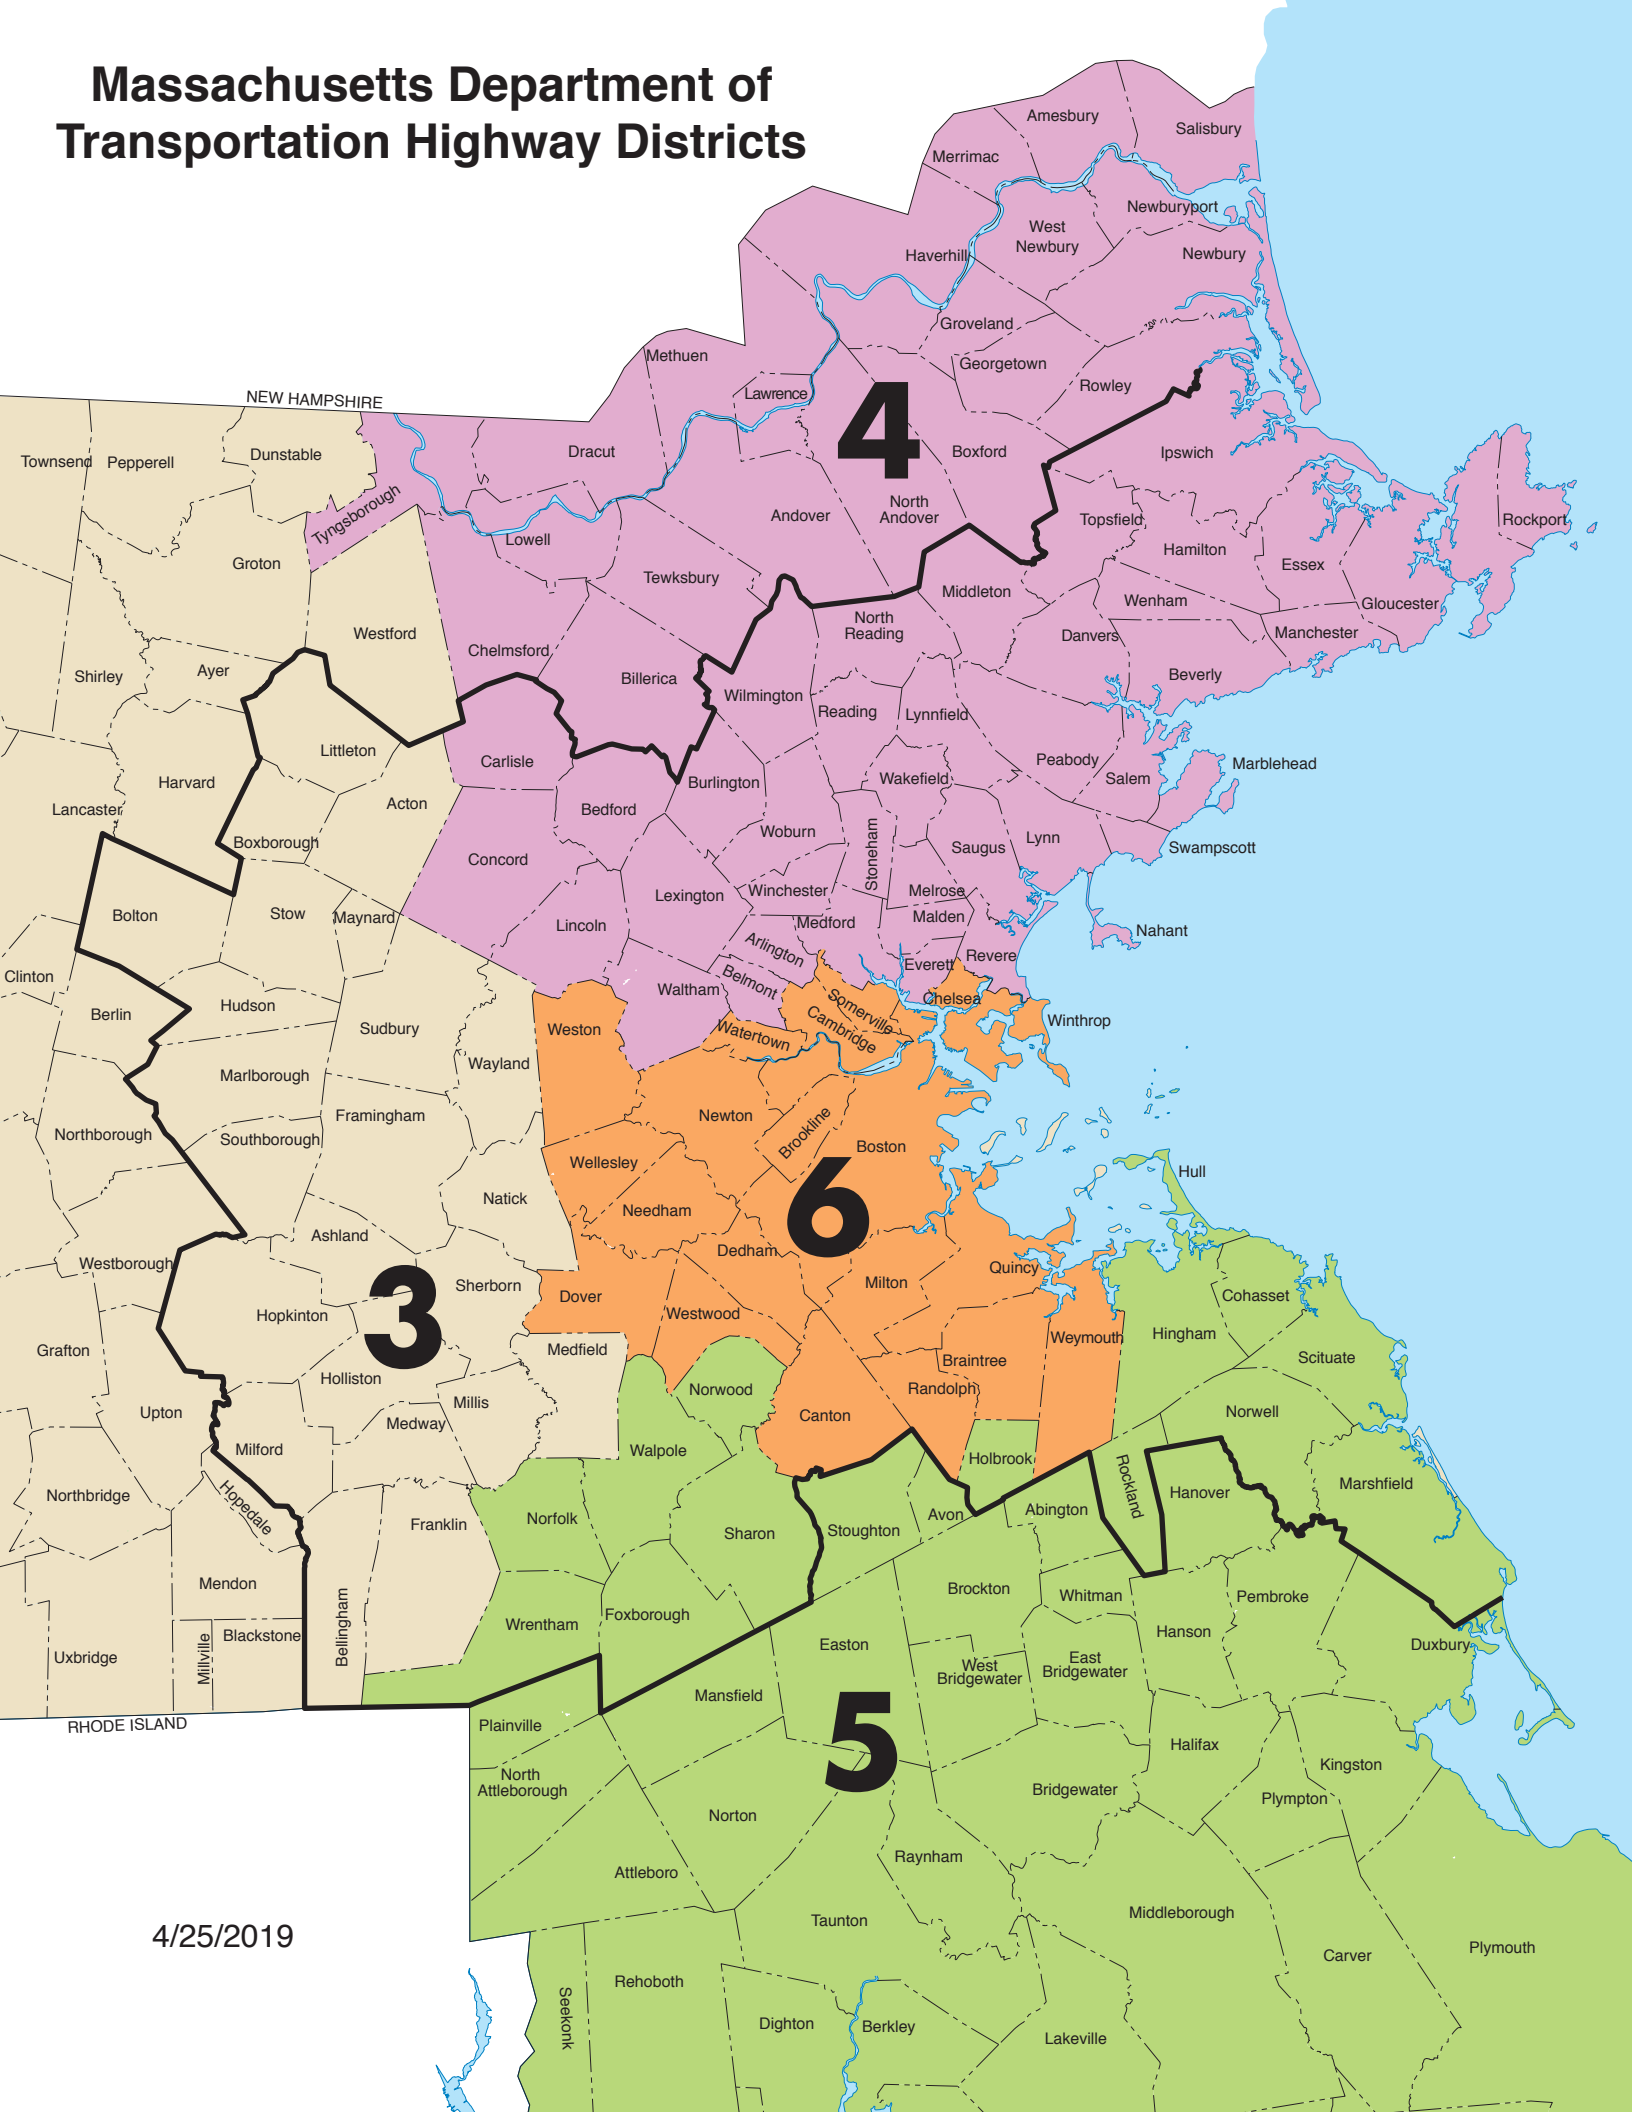 Massachusetts Department of
Transportation Highway Districts
Amesbury
Salisbury
Merrimac
Newburyport
West
Newbury
Newbury
Haverhill
Groveland
Methuen
Georgetown
Rowley
Lawrence
NEW HAMPSHIRE
4
Dracut
Boxford
Ipswich
Townsend
Pepperell
Dunstable
Tyngsborough
Andover
North
Andover
Topsfield
Rockport
Lowell
Hamilton
Groton
Essex
Tewksbury
Middleton
Wenham
Gloucester
North
Reading
Westford
Danvers
Manchester
Chelmsford
Shirley
Ayer
Billerica
Wilmington
Beverly
Reading
Lynnfield
Littleton
Carlisle
Peabody
Marblehead
Harvard
Burlington
Wakefield
Salem
Lancaster
Acton
Bedford
Woburn
Boxborough
Stoneham
Saugus
Lynn
Swampscott
Concord
Lexington
Winchester
Melrose
Bolton
Stow
Maynard
Lincoln
Medford
Malden
Nahant
Arlington
Revere
Everett
Clinton
Waltham
Belmont
Berlin
Hudson
Sudbury
Weston
Somerville
Chelsea
Cambridge
Winthrop
Watertown
Wayland
Marlborough
Framingham
Newton
Northborough
Southborough
Brookline
Boston
Wellesley
Hull
Natick
Needham
6
Ashland
Dedham
Westborough
Quincy
Milton
Sherborn
Dover
Cohasset
Hopkinton
3
Westwood
Weymouth
Hingham
Grafton
Medfield
Braintree
Scituate
Holliston
Norwood
Randolph
Millis
Upton
Medway
Canton
Norwell
Milford
Walpole
Holbrook
Northbridge
Hopedale
Rockland
Hanover
Marshfield
Franklin
Norfolk
Sharon
Stoughton
Avon
Abington
Mendon
Brockton
Whitman
Pembroke
Bellingham
Wrentham
Foxborough
Hanson
Blackstone
Millville
Uxbridge
Easton
West
Bridgewater
East
Bridgewater
Duxbury
Mansfield
RHODE ISLAND
Plainville
5
Halifax
Kingston
North
Attleborough
Bridgewater
Plympton
Norton
Raynham
Attleboro
4/25/2019
Taunton
Middleborough
Carver
Plymouth
Rehoboth
Seekonk
Dighton
Berkley
Lakeville